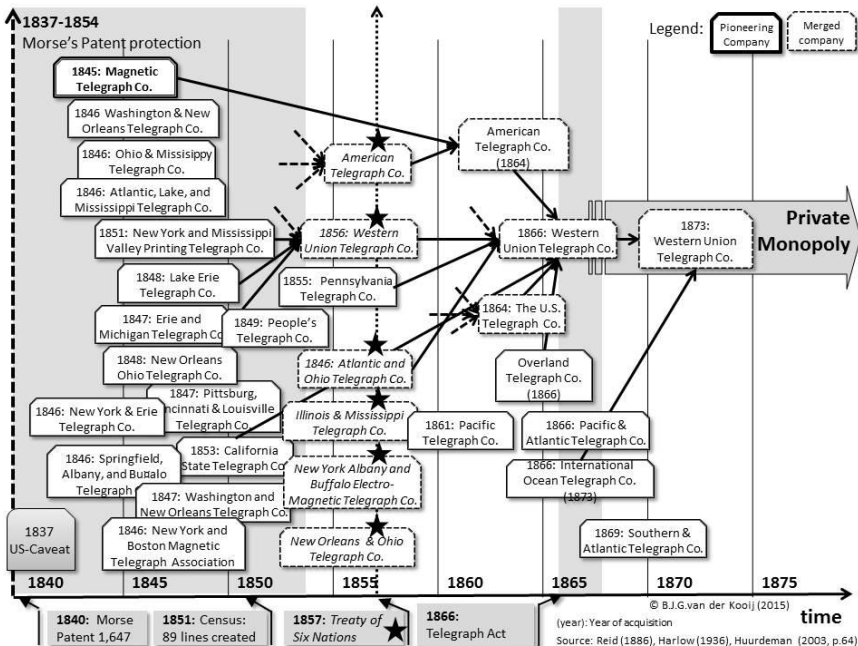 1837-1854
Morse's Patent protection
Legend:
Pioneering
Company
Merged
company
1845: Magnetic
Telegraph Co.
1846 Washington & New
Orleans Telegraph Co.
1846: Ohio & Missisippy
Telegraph Co.
1846: Atlantic, Lake, and
Mississippi Telegraph Co.
1851: New York and Mississippi
Valley Printing Telegraph Co.
1848: Lake Erie
Telegraph Co.
1847: Erie and
Michigan Telegraph Co
1849: People's
Telegraph Co.
1848: New Orleans
Ohio Telegraph Co.
1847: Pittsburg,
ncinnati & Louisville
Telegraph Co.
1846: New York & Erie
Telegraph Co.
1853: California
State Telegraph Co.
1846: Springfield,
Albany, and Buffalo
Telegraph
1847: Washington and
New Orleans Telegraph Co.
1846: New York and
Boston Magnetic
Telegraph Association
1837
US-Caveat
American
Telegraph Co.
1856: Western
Union Telegraph Co.
1855: Pennsylvania
Telegraph Co.
1846: Atlantic and
Ohio Telegraph Co.
Illinois & Mississippi
Telegraph Co.
New York Albany and
Buffalo Electro-
Magnetic Telegraph Co.
New Orleans & Ohio
Telegraph Co.
American
Telegraph Co.
(1864)
1866: Western
Union Telegraph Co.
1864: The U.S.
Telegraph Co.
Overland
Telegraph Co.
(1866)
1861: Pacific
Telegraph Co.
1866: Pacific &
Atlantic Telegraph Co.
1866: International
Ocean Telegraph Co.
(1873)
1869: Southern &
Atlantic Telegraph Co.
1873:
Western Union
Telegraph Co.
Private
Monopoly
1840
1845
1850
1855
1860
1865
1870
1875
time
1840: Morse
Patent 1,647
1851: Census:
89 lines created
1857: Treaty of
Six Nations
1866:
Telegraph Act
© B.J.G.van der Kooij (2015)
(year): Year of acquisition
Source: Reid (1886), Harlow (1936), Huurdeman (2003, p.64)